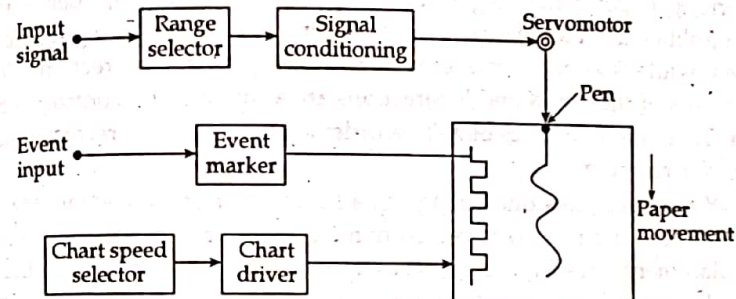 Input
signal
Range
selector
Signal
conditioning
Servomotor
Pen
Event
input
Event
marker
Paper
movement
Chart speed
selector
Chart
driver